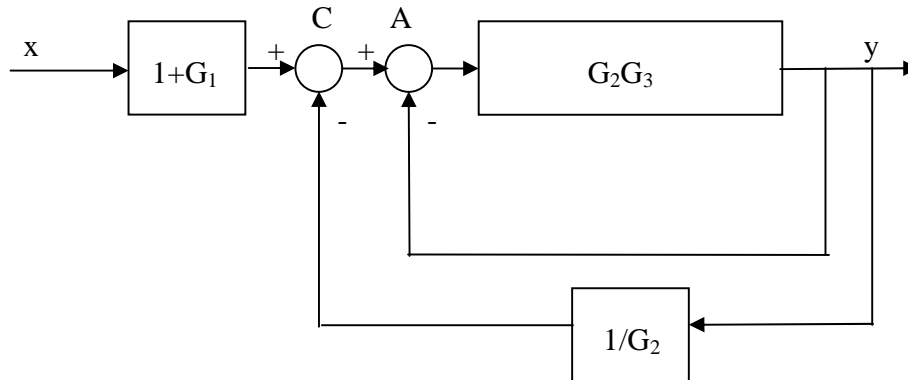 C A
x + + y
1+G₁ G₂G₃
- -
1/G₂